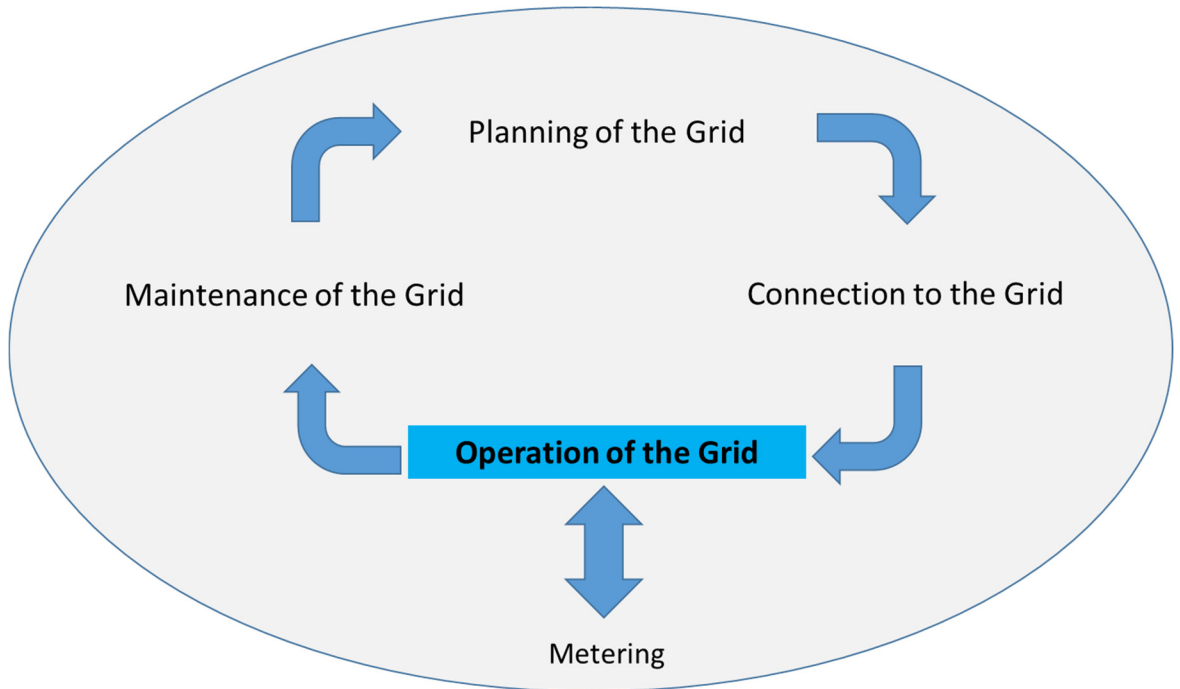 Planning of the Grid
Maintenance of the Grid
Connection to the Grid
Operation of the Grid
Metering